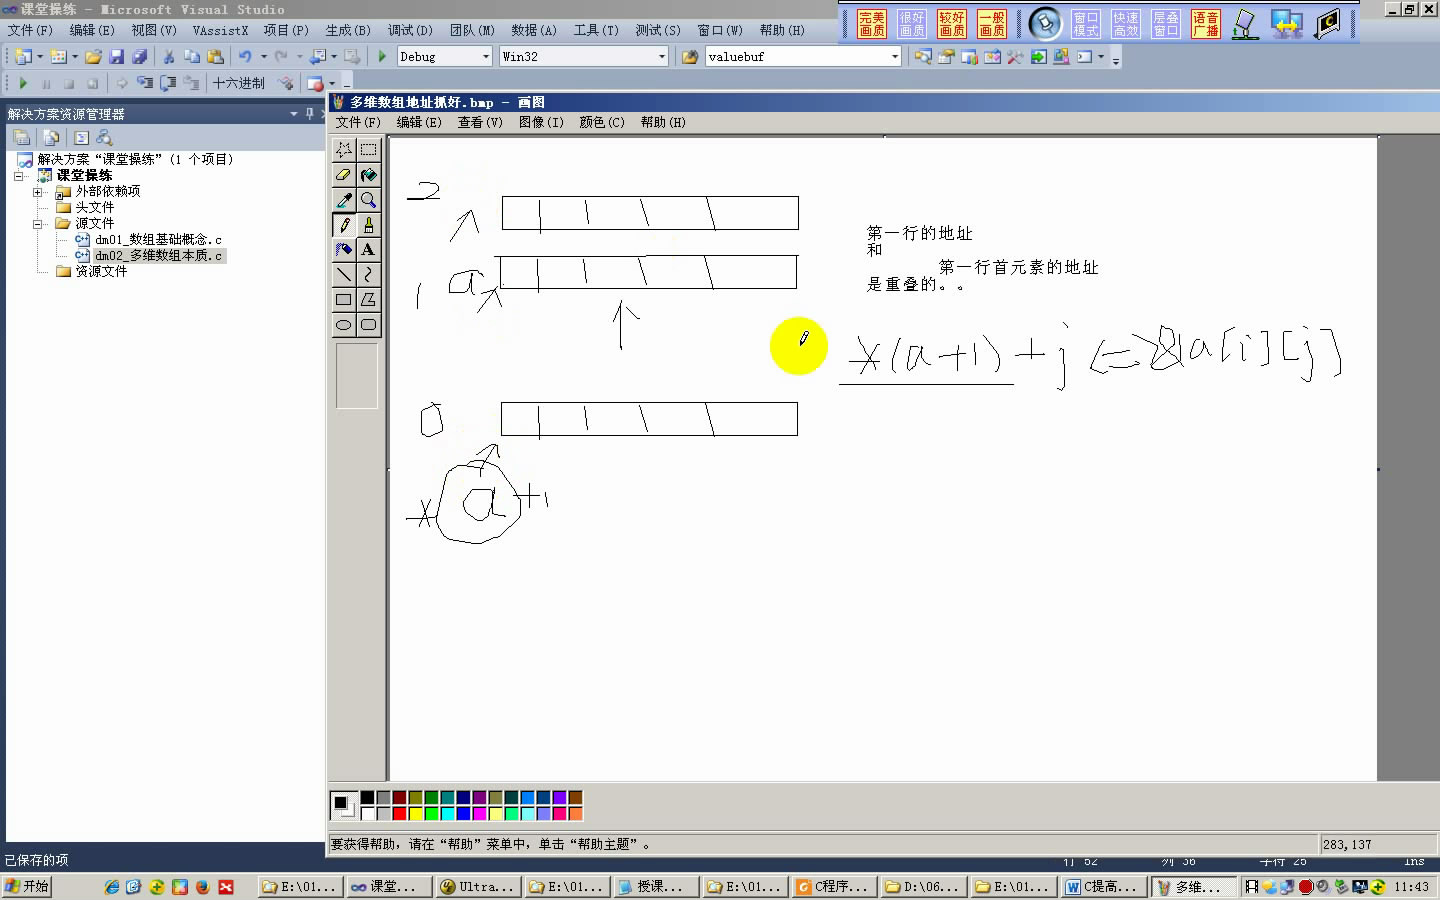 课堂操练 - Microsoft Visual Studio
文件(F) 编辑(E) 视图(V) VAssistX 项目(P) 生成(B) 调试(D) 团队(M) 数据(A) 工具(T) 测试(S) 窗口(W) 帮助(H)
完美画质 很好画质 较好画质 一般画质 窗口模式 快速高效 层叠窗口 语音广播
Debug Win32 valuebuf
十六进制
解决方案资源管理器
解决方案“课堂操练”(1 个项目)
课堂操练
外部依赖项
头文件
源文件
dm01_数组基础概念.c
dm02_多维数组本质.c
资源文件
多维数组地址抓好.bmp - 画图
文件(F) 编辑(E) 查看(V) 图像(I) 颜色(C) 帮助(H)
A
2
第一行的地址
和
第一行首元素的地址
是重叠的。。
1 a
*(a+1)+j <=> &a[i][j]
0
*a+1
要获得帮助，请在“帮助”菜单中，单击“帮助主题”。
283,137
已保存的项
行 52 列 36 字符 25 Ins
开始 E:\01... 课堂... Ultra... E:\01... 授课... E:\01... C程序... D:\06... E:\01... C提高... 多维... 11:43